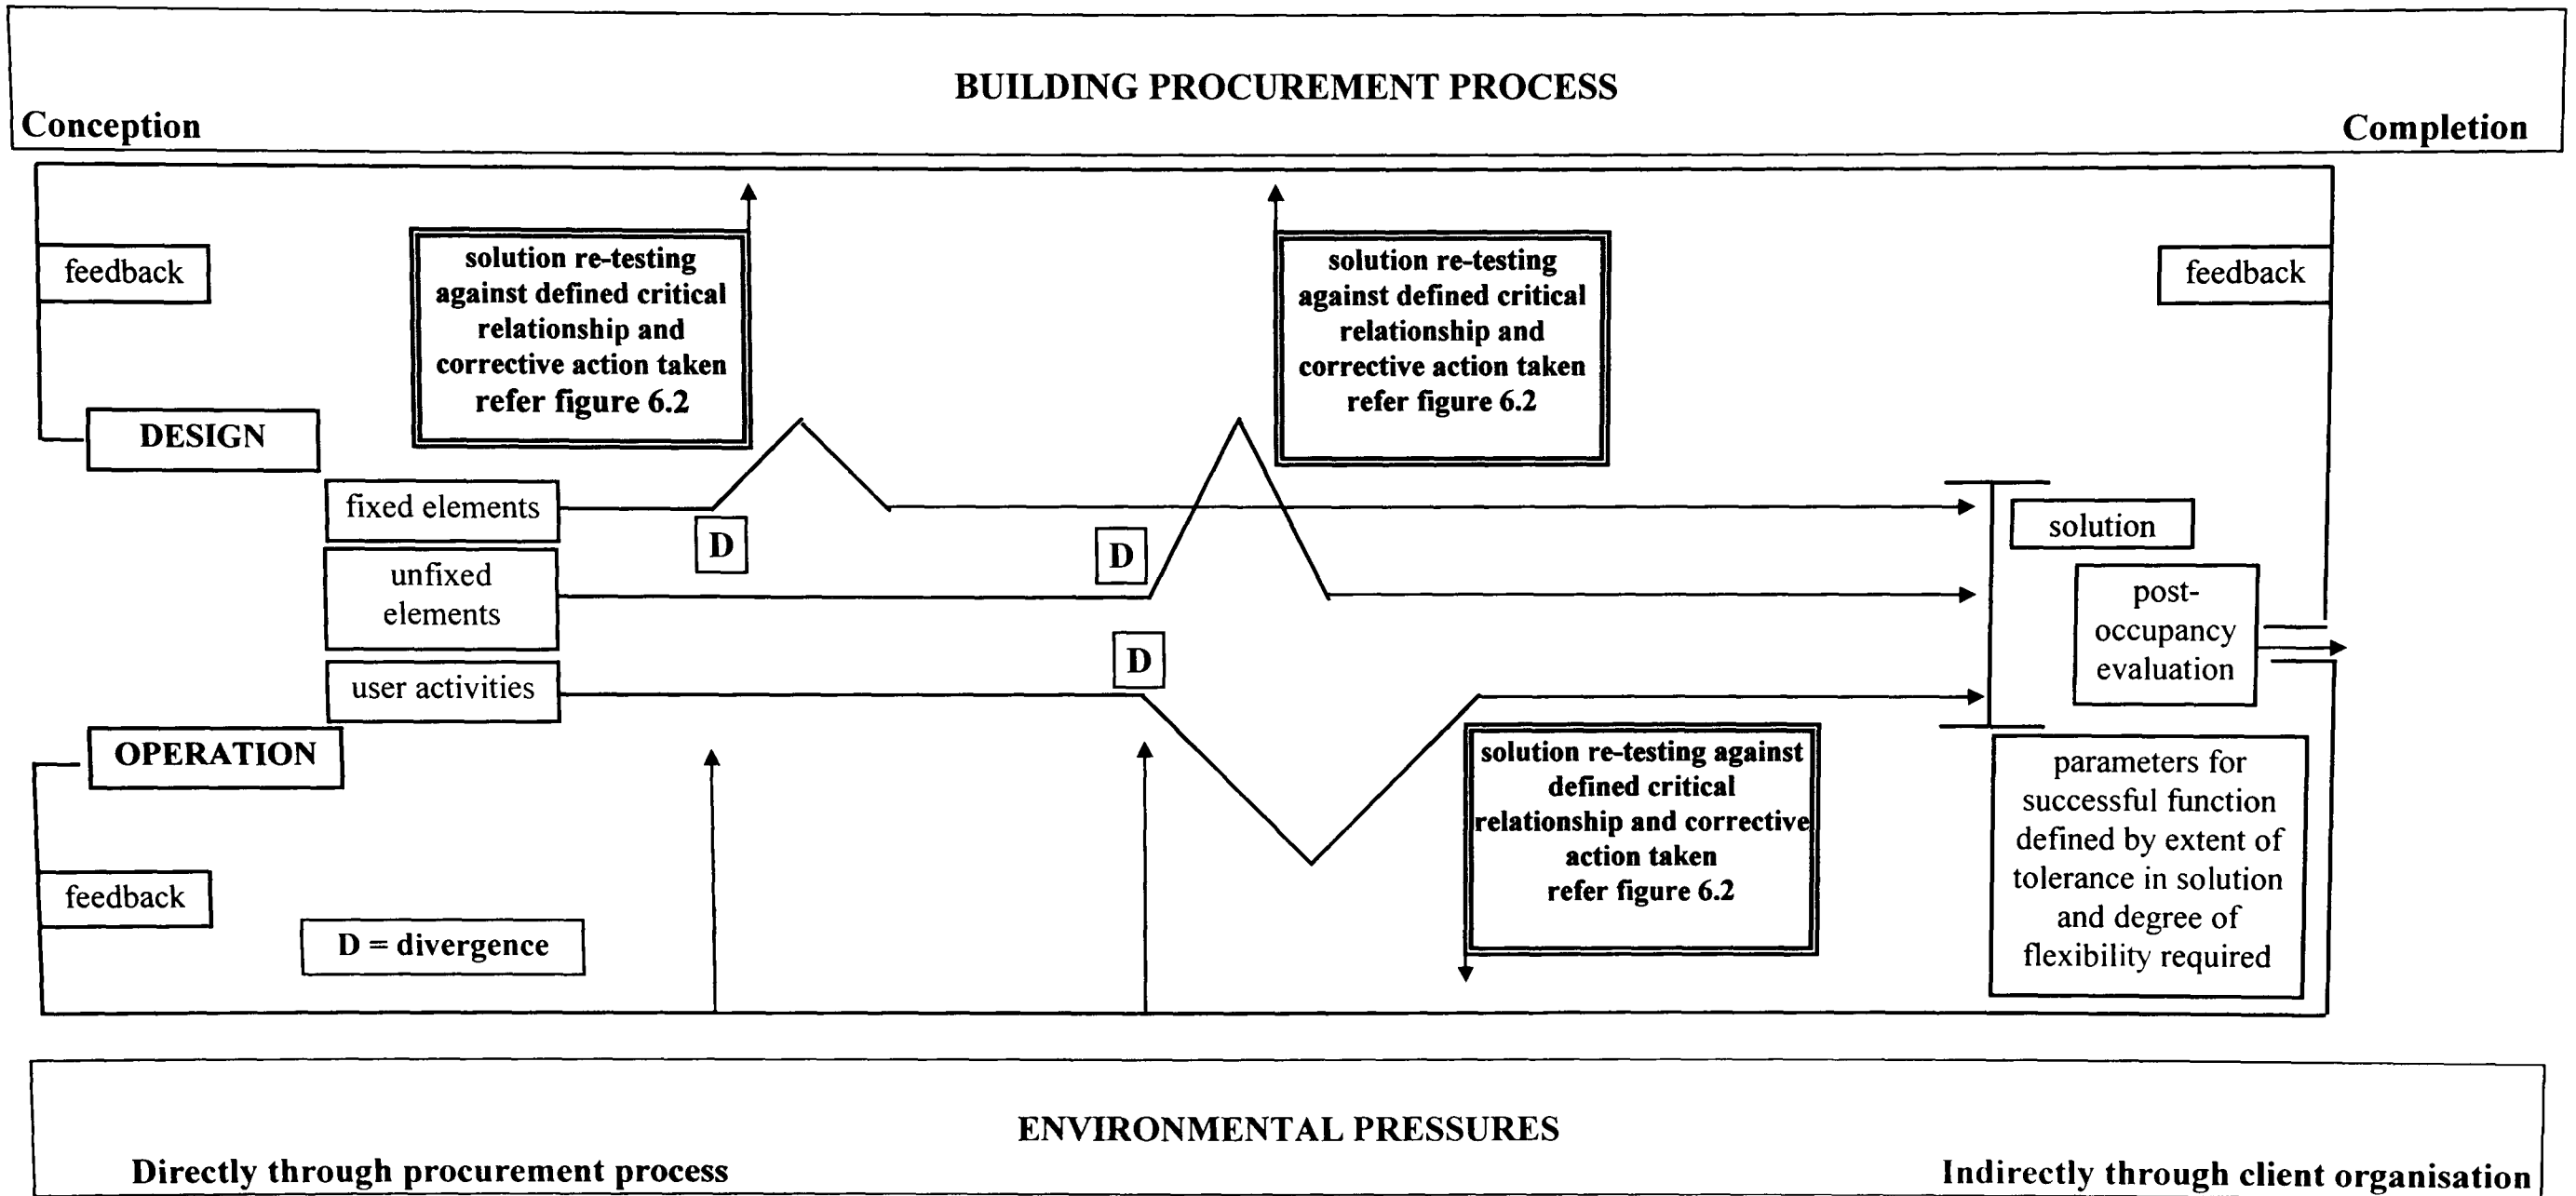 BUILDING PROCUREMENT PROCESS
Conception
Completion
feedback
solution re-testing
against defined critical
relationship and
corrective action taken
refer figure 6.2
solution re-testing
against defined critical
relationship and
corrective action taken
refer figure 6.2
feedback
DESIGN
fixed elements
D
D
solution
unfixed
elements
post-
occupancy
evaluation
D
user activities
OPERATION
solution re-testing against
defined critical
relationship and corrective
action taken
refer figure 6.2
parameters for
successful function
defined by extent of
tolerance in solution
and degree of
flexibility required
feedback
D = divergence
ENVIRONMENTAL PRESSURES
Directly through procurement process
Indirectly through client organisation